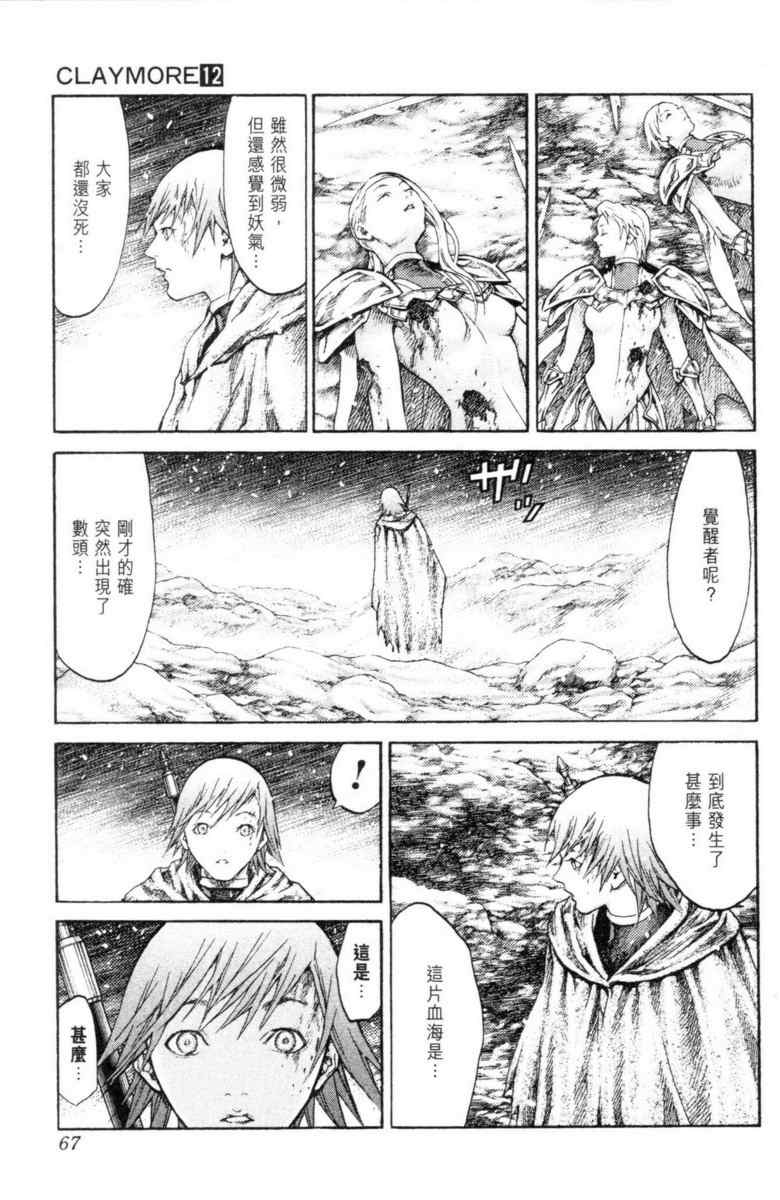 CLAYMORE 12
雖然很微弱，
但還感覺到妖氣…
大家
都還沒死…
覺醒者呢？
ザッ
剛才的確
突然出現了
數頭…
到底發生了
甚麼事…
這片血海是…
！
這是…
甚麼…
67